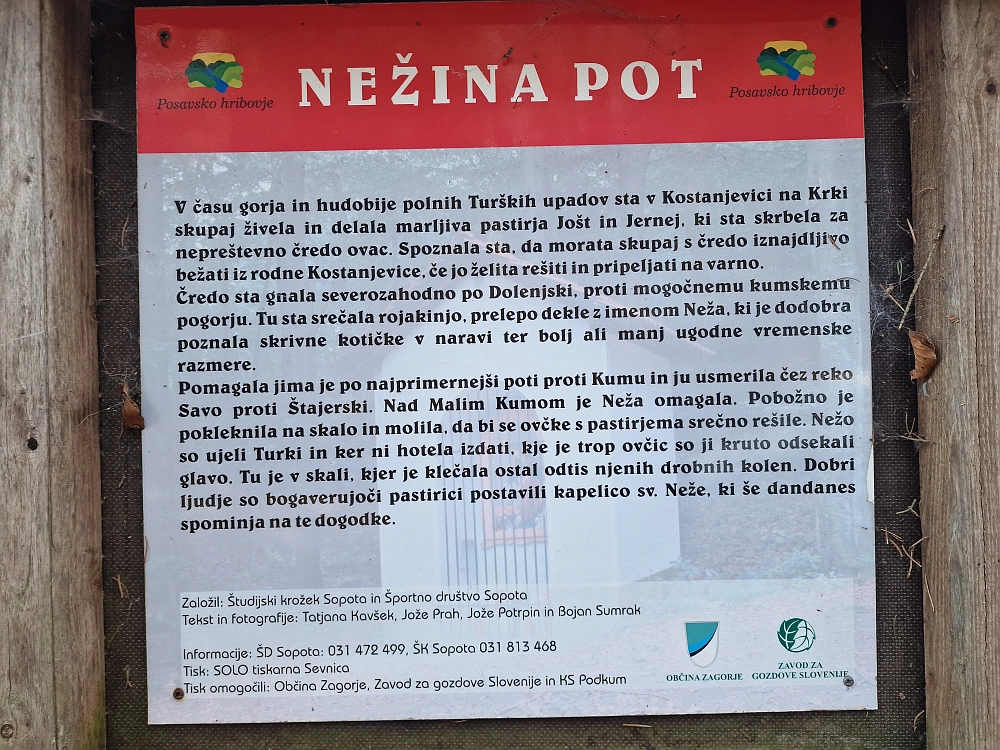 Posavsko hribovje
NEŽINA POT
Posavsko hribovje
V času gorja in hudobije polnih Turških upadov sta v Kostanjevici na Krki
skupaj živela in delala marljiva pastirja Jošt in Jernej, ki sta skrbela za
nepreštevno čredo ovac. Spoznala sta, da morata skupaj s čredo iznajdljivo
bežati iz rodne Kostanjevice, če jo želita rešiti in pripeljati na varno.
Čredo sta gnala severozahodno po Dolenjski, proti mogočnemu kumskemu
pogorju. Tu sta srečala rojakinjo, prelepo dekle z imenom Neža, ki je dodobra
poznala skrivne kotičke v naravi ter bolj ali manj ugodne vremenske
razmere.
Pomagala jima je po najprimernejši poti proti Kumu in ju usmerila čez reko
Savo proti Štajerski. Nad Malim Kumom je Neža omagala. Pobožno je
pokleknila na skalo in molila, da bi se ovčke s pastirjema srečno rešile. Nežo
so ujeli Turki in ker ni hotela izdati, kje je trop ovčic so ji kruto odsekali
glavo. Tu je v skali, kjer je klečala ostal odtis njenih drobnih kolen. Dobri
ljudje so bogaverujoči pastirici postavili kapelico sv. Neže, ki še dandanes
spominja na te dogodke.
Založil: Študijski krožek Sopota in Športno društvo Sopota
Tekst in fotografije: Tatjana Kavšek, Jože Prah, Jože Potrpin in Bojan Sumrak
Informacije: ŠD Sopota: 031 472 499, ŠK Sopota 031 813 468
Tisk: SOLO tiskarna Sevnica
Tisk omogočili: Občina Zagorje, Zavod za gozdove Slovenije in KS Podkum
OBČINA ZAGORJE
ZAVOD ZA
GOZDOVE SLOVENIJE